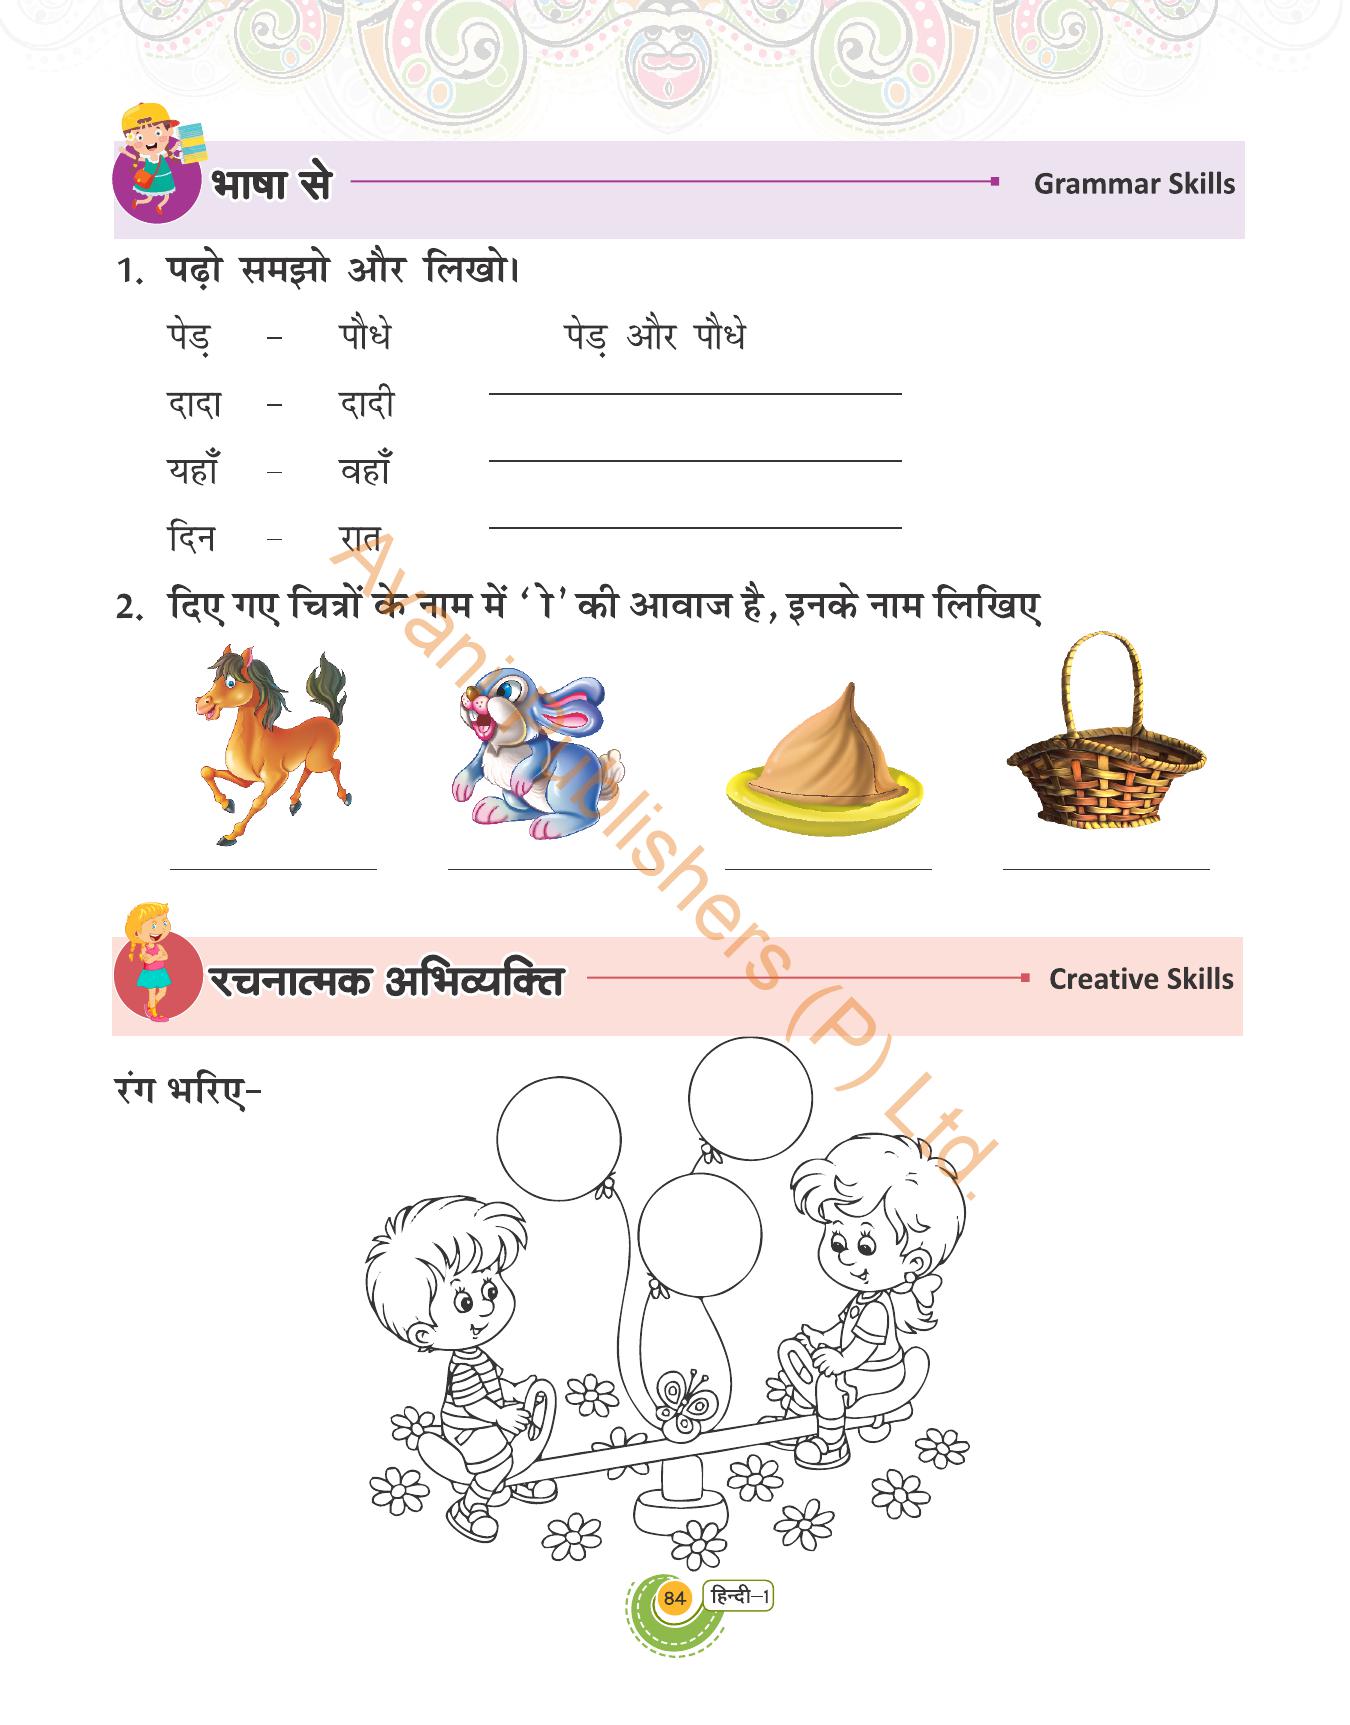 भाषा से Grammar Skills
1. पढ़ो समझो और लिखो।
पेड़ – पौधे पेड़ और पौधे
दादा – दादी
यहाँ – वहाँ
दिन – रात
2. दिए गए चित्रों के नाम में ‘ ो’ की आवाज है, इनके नाम लिखिए
रचनात्मक अभिव्यक्ति Creative Skills
रंग भरिए–
84 हिन्दी–1
Avani Publishers (P) Ltd.